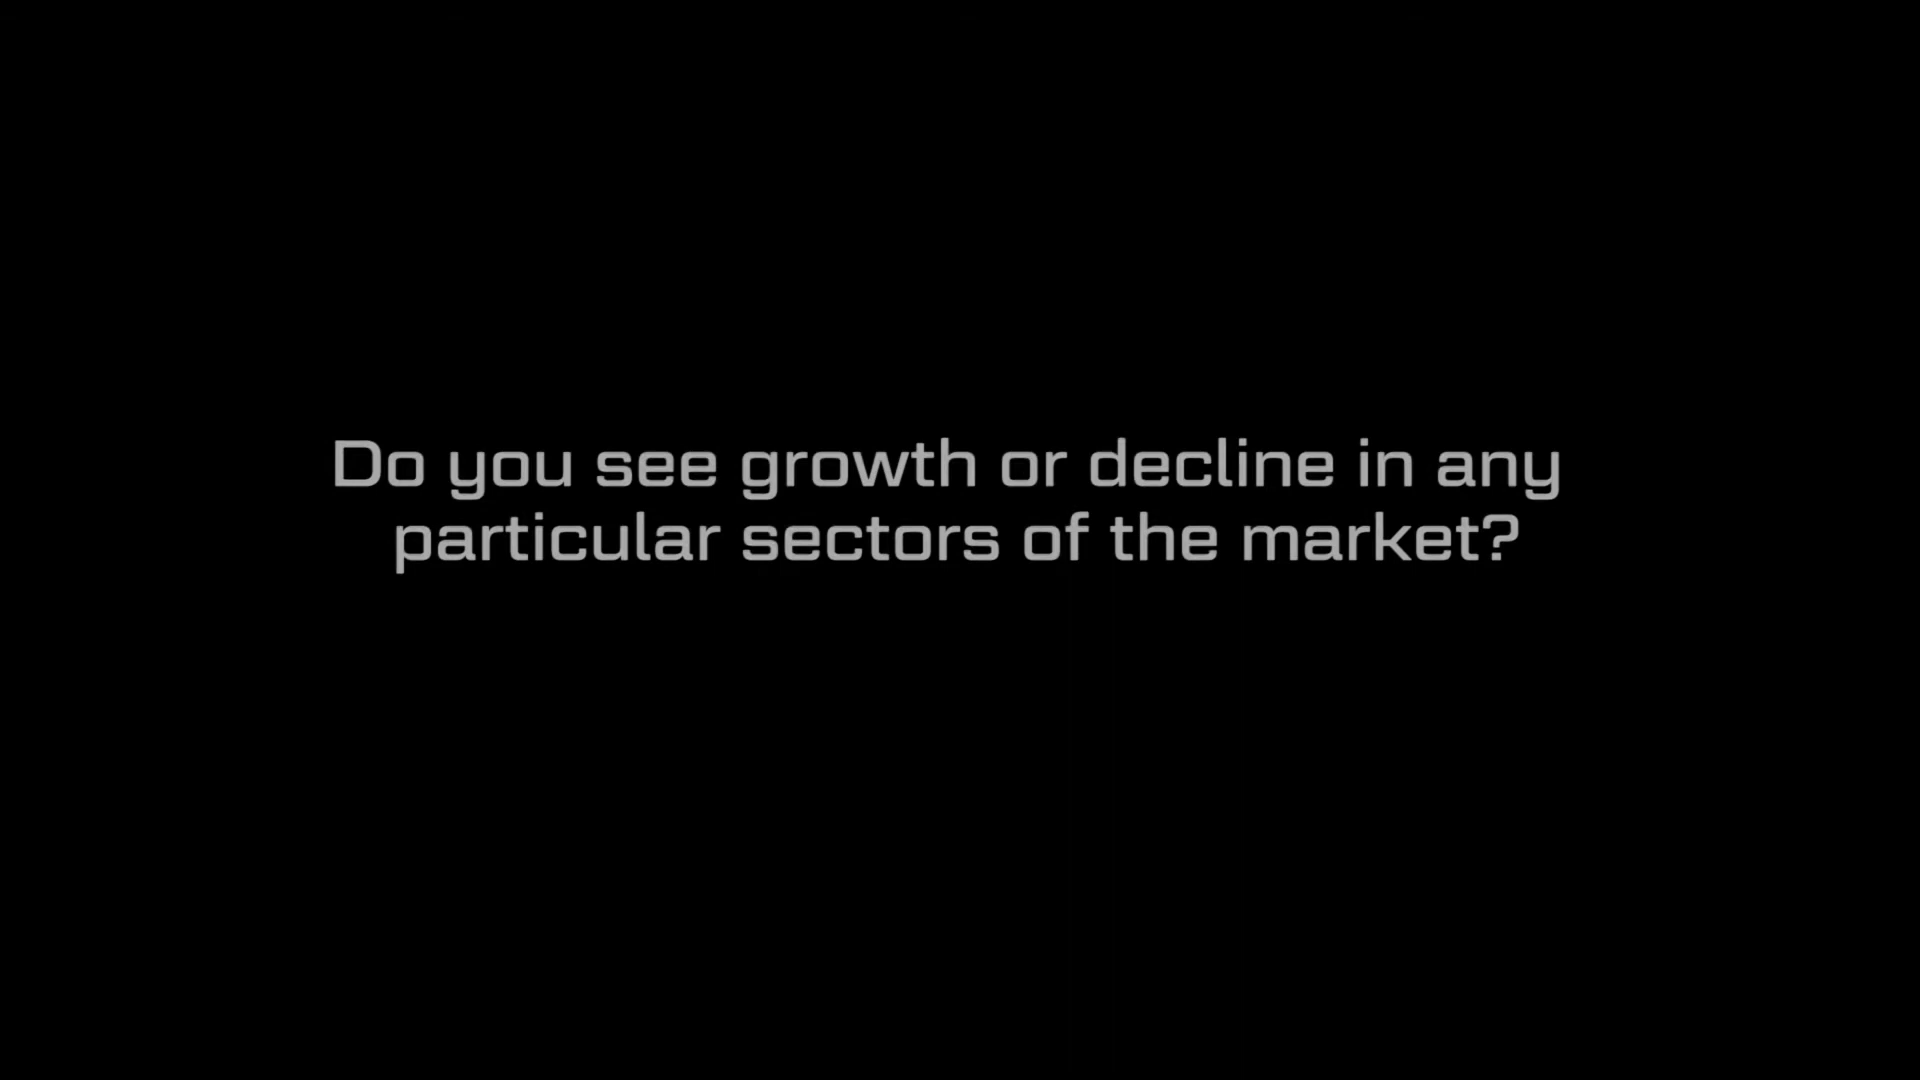 Do you see growth or decline in any
particular sectors of the market?